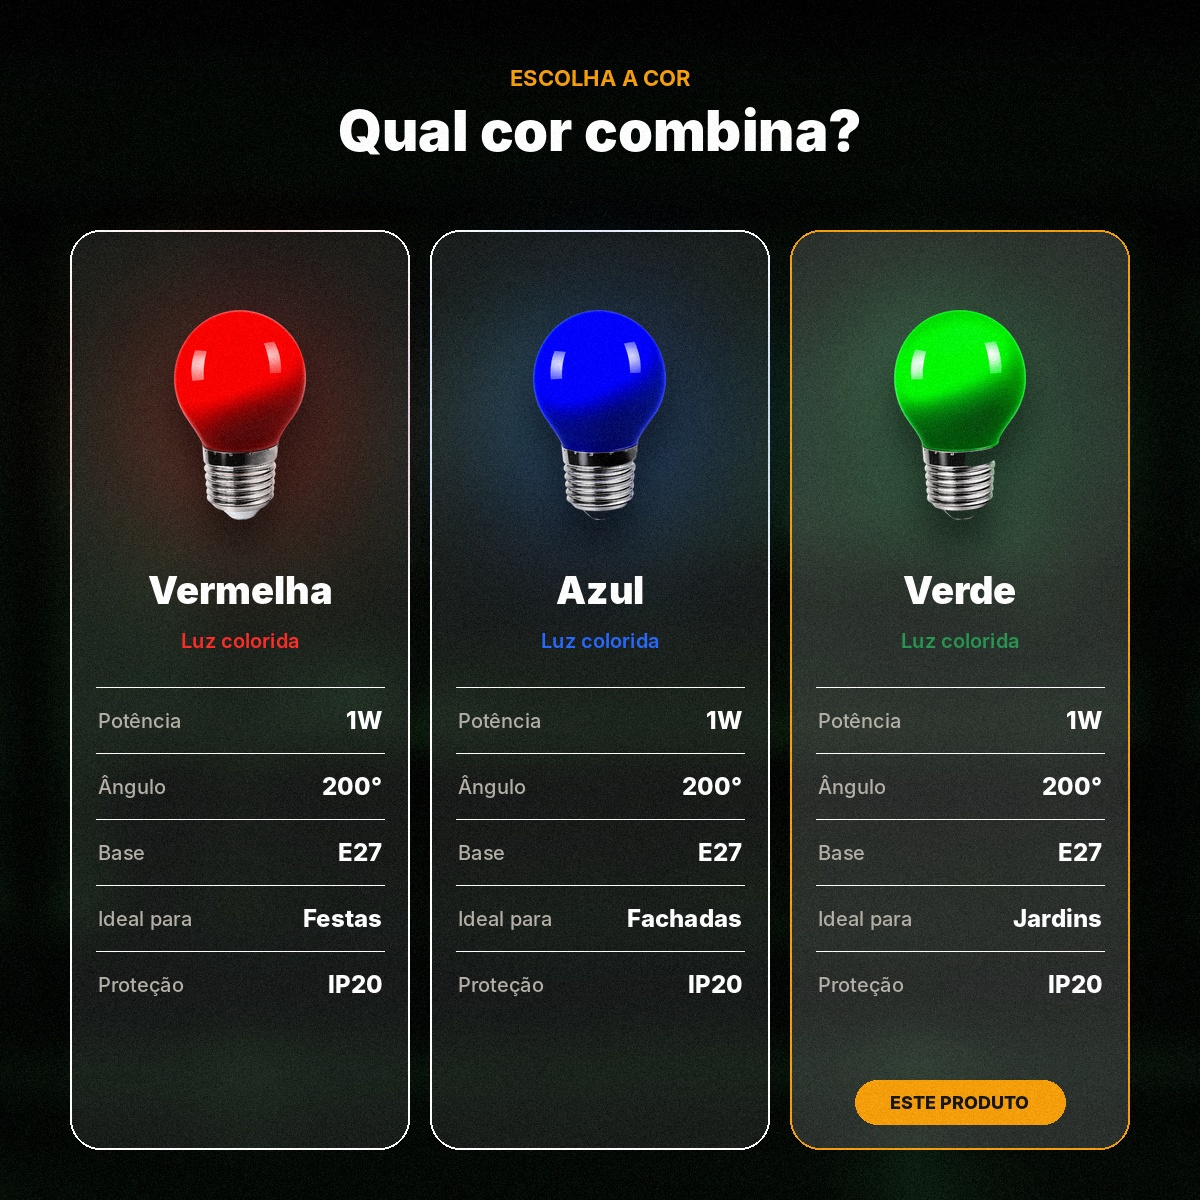 ESCOLHA A COR
Qual cor combina?
Vermelha
Luz colorida
Potência 1W
Ângulo 200°
Base E27
Ideal para Festas
Proteção IP20
Azul
Luz colorida
Potência 1W
Ângulo 200°
Base E27
Ideal para Fachadas
Proteção IP20
Verde
Luz colorida
Potência 1W
Ângulo 200°
Base E27
Ideal para Jardins
Proteção IP20
ESTE PRODUTO